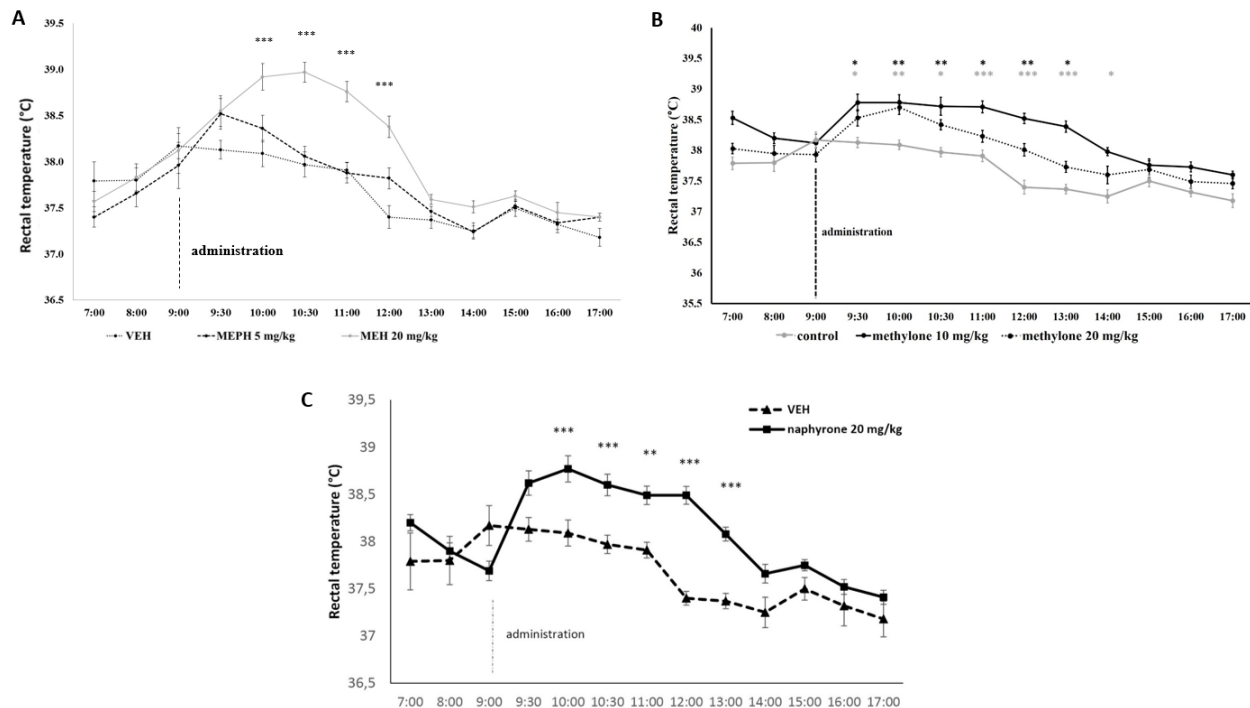 A
39.5
39.0
38.5
38.0
37.5
37.0
36.5
Rectal temperature (°C)
*** *** *** ***
administration
7:00 8:00 9:00 9:30 10:00 10:30 11:00 12:00 13:00 14:00 15:00 16:00 17:00
VEH MEPH 5 mg/kg MEH 20 mg/kg
B
40
39.5
39
38.5
38
37.5
37
36.5
36
35.5
Rectal temperature (°C)
* ** ** * ** *
* ** * *** *** *** *
administration
7:00 8:00 9:00 9:30 10:00 10:30 11:00 12:00 13:00 14:00 15:00 16:00 17:00
control methylone 10 mg/kg methylone 20 mg/kg
C
39,5
39
38,5
38
37,5
37
36,5
Rectal temperature (°C)
VEH
naphyrone 20 mg/kg
*** *** ** *** ***
administration
7:00 8:00 9:00 9:30 10:00 10:30 11:00 12:00 13:00 14:00 15:00 16:00 17:00